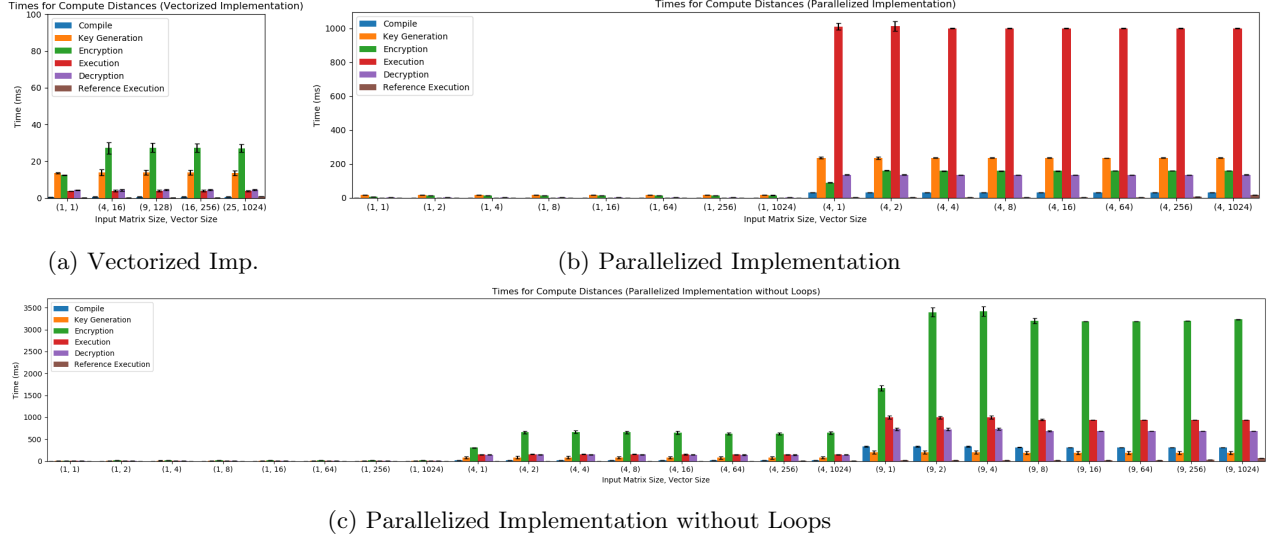 Times for Compute Distances (Vectorized Implementation)
100
80
60
40
20
0
Time (ms)
Compile
Key Generation
Encryption
Execution
Decryption
Reference Execution
(1, 1) (4, 16) (9, 128) (16, 256) (25, 1024)
Input Matrix Size, Vector Size
(a) Vectorized Imp.
Times for Compute Distances (Parallelized Implementation)
1000
800
600
400
200
0
Time (ms)
Compile
Key Generation
Encryption
Execution
Decryption
Reference Execution
(1, 1) (1, 2) (1, 4) (1, 8) (1, 16) (1, 64) (1, 256) (1, 1024) (4, 1) (4, 2) (4, 4) (4, 8) (4, 16) (4, 64) (4, 256) (4, 1024)
Input Matrix Size, Vector Size
(b) Parallelized Implementation
Times for Compute Distances (Parallelized Implementation without Loops)
3500
3000
2500
2000
1500
1000
500
0
Time (ms)
Compile
Key Generation
Encryption
Execution
Decryption
Reference Execution
(1, 1) (1, 2) (1, 4) (1, 8) (1, 16) (1, 64) (1, 256) (1, 1024) (4, 1) (4, 2) (4, 4) (4, 8) (4, 16) (4, 64) (4, 256) (4, 1024) (9, 1) (9, 2) (9, 4) (9, 8) (9, 16) (9, 64) (9, 256) (9, 1024)
Input Matrix Size, Vector Size
(c) Parallelized Implementation without Loops